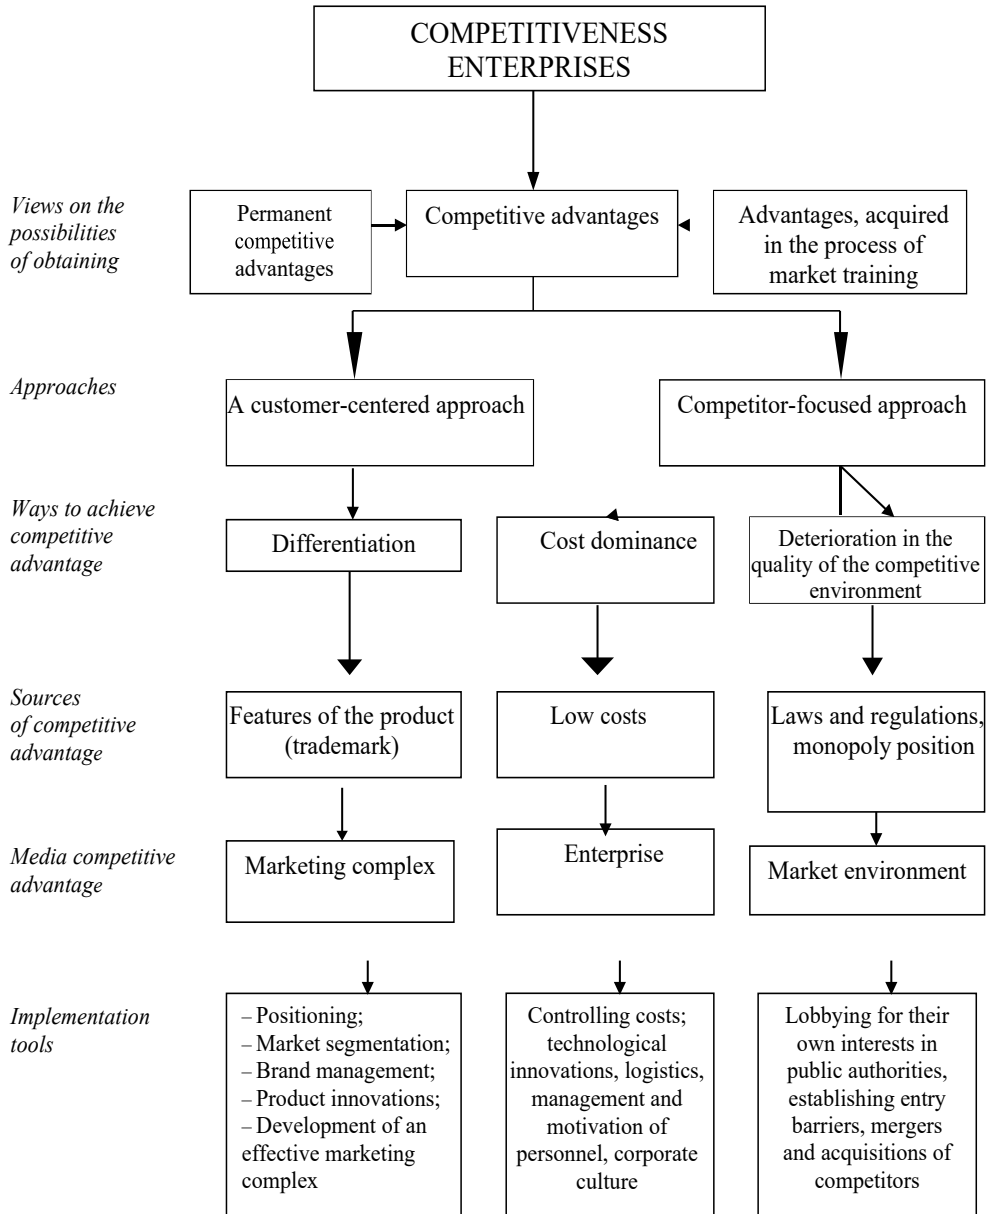 COMPETITIVENESS
ENTERPRISES
Views on the
possibilities
of obtaining
Permanent
competitive
advantages
Competitive advantages
Advantages, acquired
in the process of
market training
Approaches
A customer-centered approach
Competitor-focused approach
Ways to achieve
competitive
advantage
Differentiation
Cost dominance
Deterioration in the
quality of the competitive
environment
Sources
of competitive
advantage
Features of the product
(trademark)
Low costs
Laws and regulations,
monopoly position
Media competitive
advantage
Marketing complex
Enterprise
Market environment
Implementation
tools
– Positioning;
– Market segmentation;
– Brand management;
– Product innovations;
– Development of an
effective marketing
complex
Controlling costs;
technological
innovations, logistics,
management and
motivation of
personnel, corporate
culture
Lobbying for their
own interests in
public authorities,
establishing entry
barriers, mergers
and acquisitions of
competitors